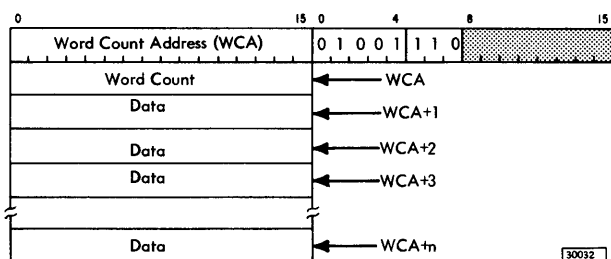 0 15 0 4 8 15
Word Count Address (WCA) 0 1 0 0 1 1 1 0
Word Count WCA
Data WCA+1
Data WCA+2
Data WCA+3
Data WCA+n
30032